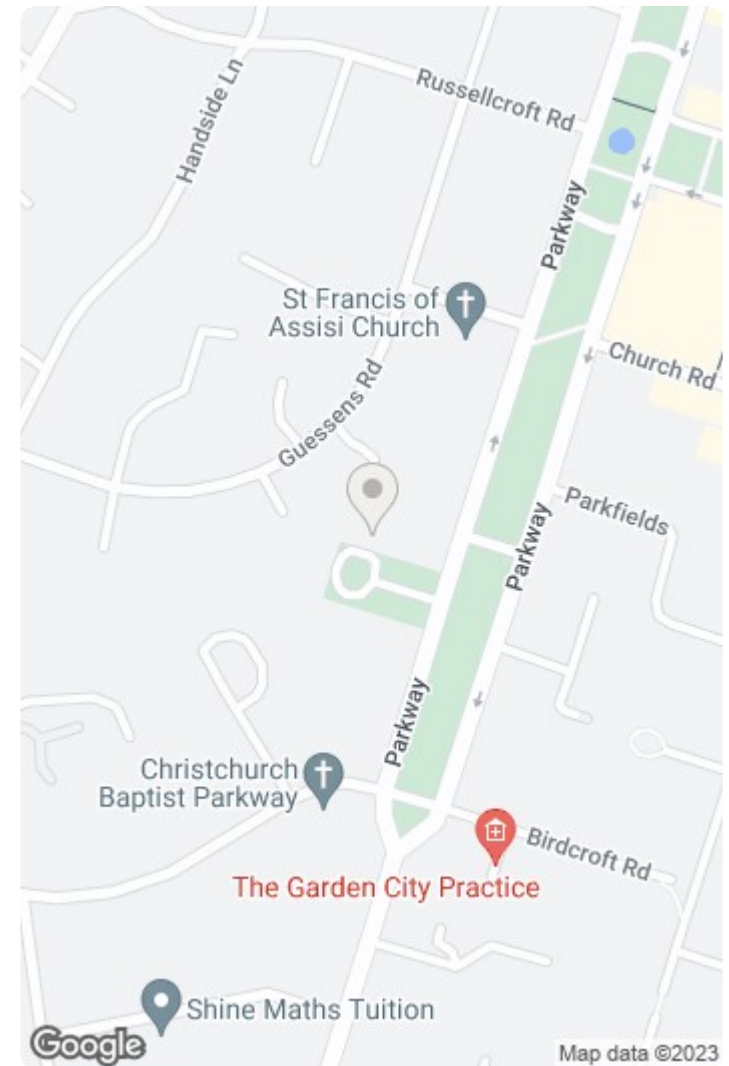 Russellcroft Rd
Handside Ln
Parkway
St Francis of
Assisi Church
Church Rd
Guessens Rd
Parkfields
Parkway
Parkway
Christchurch
Baptist Parkway
Birdcroft Rd
The Garden City Practice
Shine Maths Tuition
Google
Map data ©2023